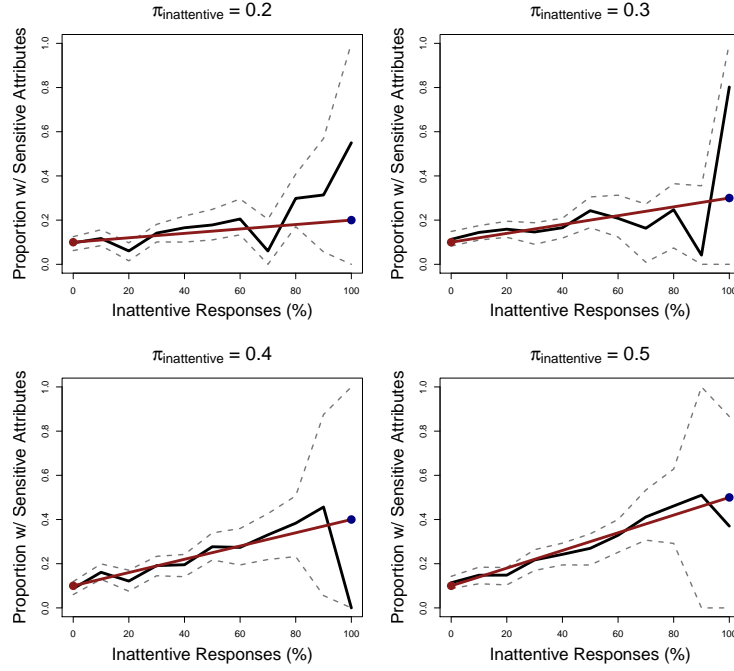 π inattentive = 0.2
Proportion w/ Sensitive Attributes
0.0 0.2 0.4 0.6 0.8 1.0
0 20 40 60 80 100
Inattentive Responses (%)
π inattentive = 0.3
Proportion w/ Sensitive Attributes
0.0 0.2 0.4 0.6 0.8 1.0
0 20 40 60 80 100
Inattentive Responses (%)
π inattentive = 0.4
Proportion w/ Sensitive Attributes
0.0 0.2 0.4 0.6 0.8 1.0
0 20 40 60 80 100
Inattentive Responses (%)
π inattentive = 0.5
Proportion w/ Sensitive Attributes
0.0 0.2 0.4 0.6 0.8 1.0
0 20 40 60 80 100
Inattentive Responses (%)